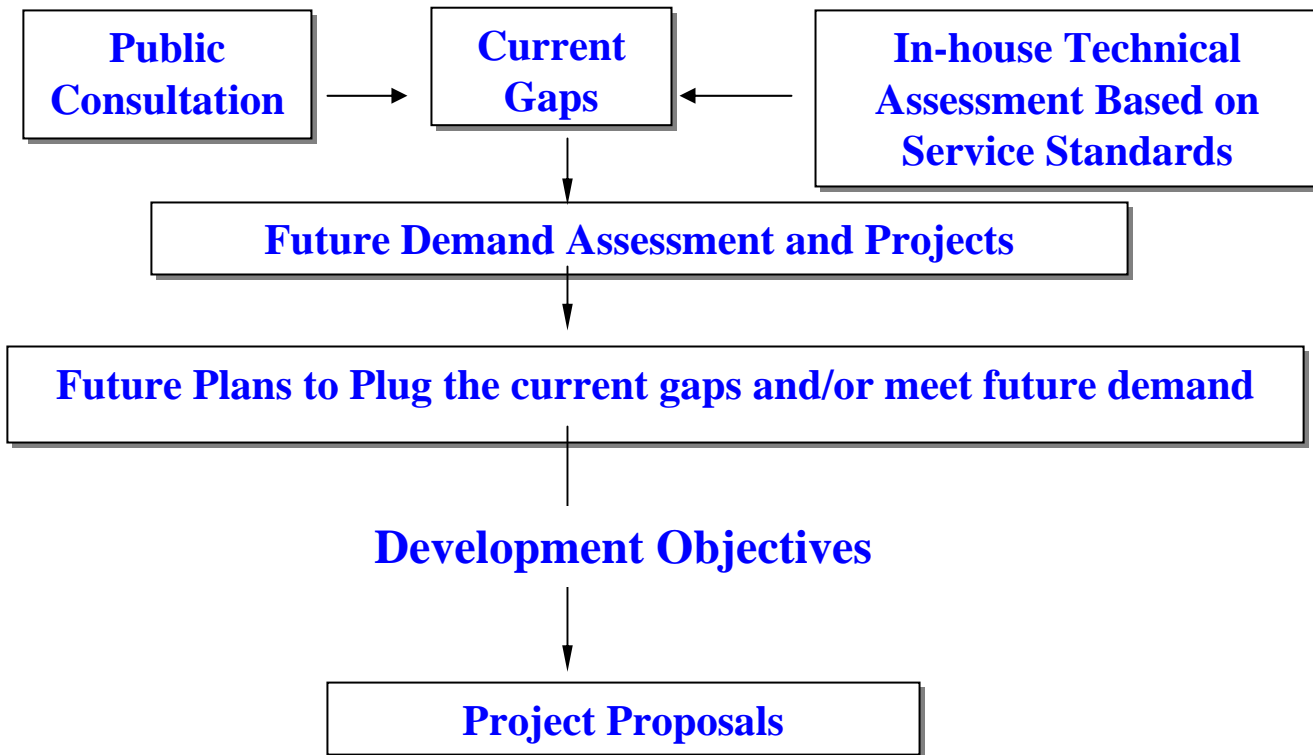 Public
Consultation
Current
Gaps
In-house Technical
Assessment Based on
Service Standards
Future Demand Assessment and Projects
Future Plans to Plug the current gaps and/or meet future demand
Development Objectives
Project Proposals